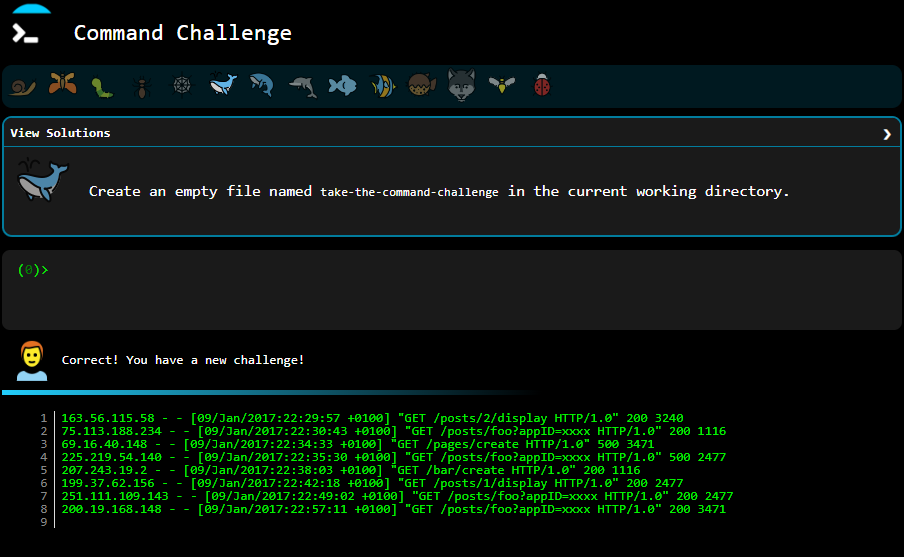 Command Challenge
View Solutions
Create an empty file named take-the-command-challenge in the current working directory.
(0)>
Correct! You have a new challenge!
1 163.56.115.58 - - [09/Jan/2017:22:29:57 +0100] "GET /posts/2/display HTTP/1.0" 200 3240
2 75.113.188.234 - - [09/Jan/2017:22:30:43 +0100] "GET /posts/foo?appID=xxxx HTTP/1.0" 200 1116
3 69.16.40.148 - - [09/Jan/2017:22:34:33 +0100] "GET /pages/create HTTP/1.0" 500 3471
4 225.219.54.140 - - [09/Jan/2017:22:35:30 +0100] "GET /posts/foo?appID=xxxx HTTP/1.0" 500 2477
5 207.243.19.2 - - [09/Jan/2017:22:38:03 +0100] "GET /bar/create HTTP/1.0" 200 1116
6 199.37.62.156 - - [09/Jan/2017:22:42:18 +0100] "GET /posts/1/display HTTP/1.0" 200 2477
7 251.111.109.143 - - [09/Jan/2017:22:49:02 +0100] "GET /posts/foo?appID=xxxx HTTP/1.0" 200 2477
8 200.19.168.148 - - [09/Jan/2017:22:57:11 +0100] "GET /posts/foo?appID=xxxx HTTP/1.0" 200 3471
9